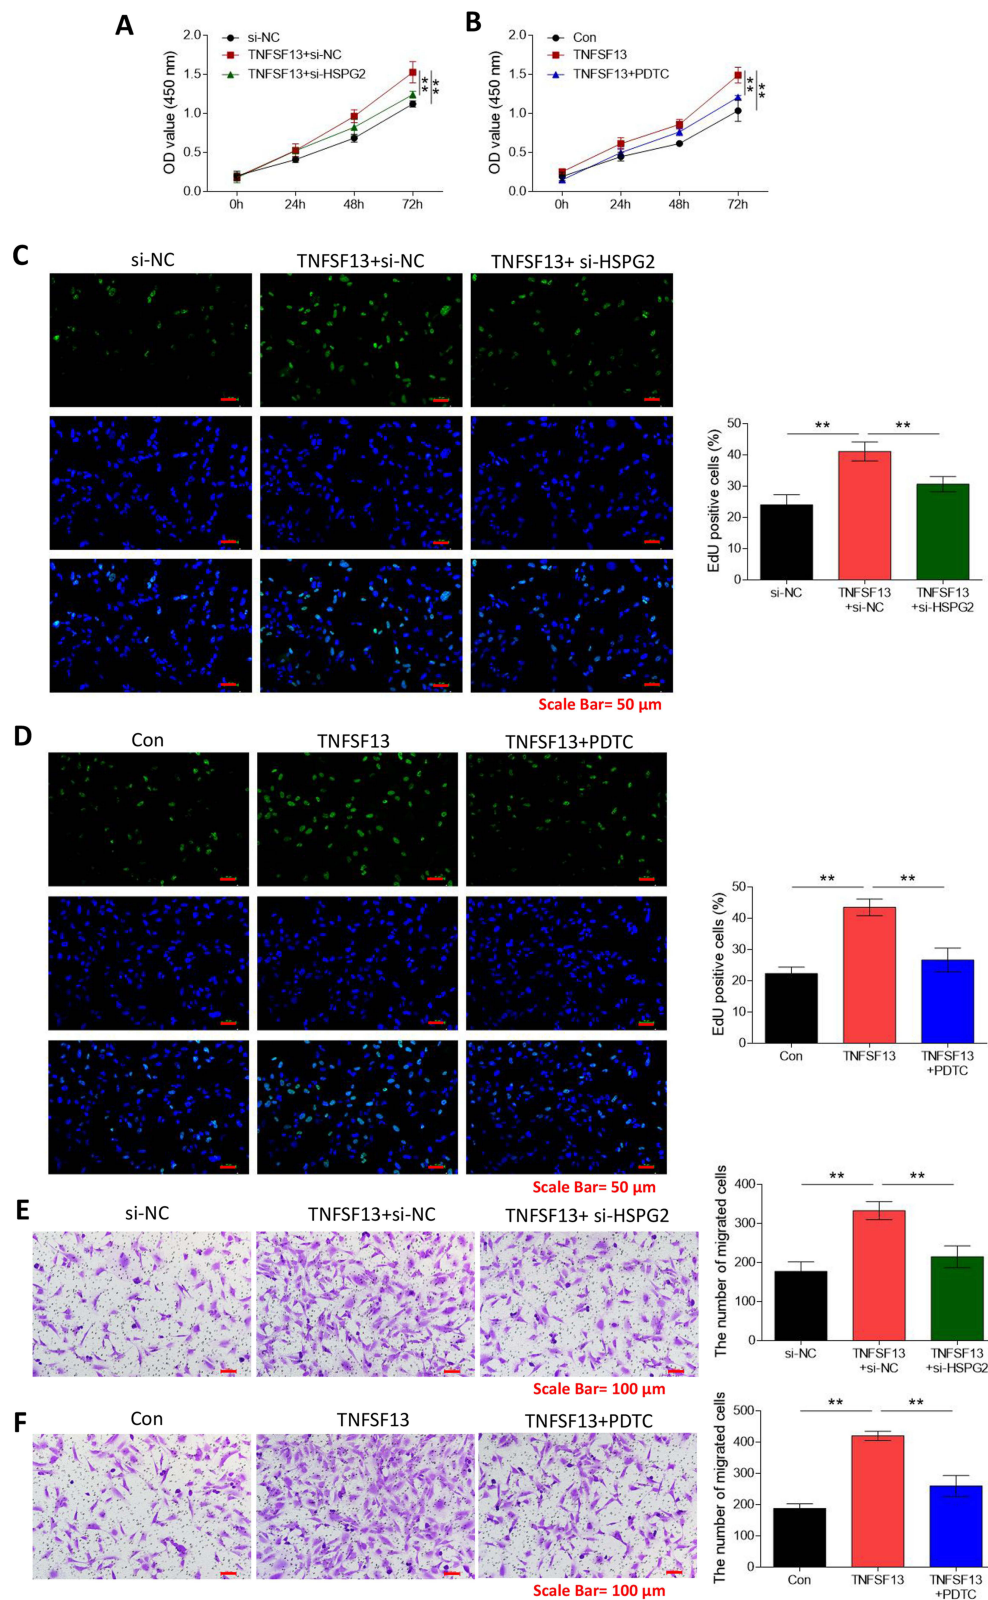 A
si-NC
TNFSF13+si-NC
TNFSF13+si-HSPG2
OD value (450 nm)
2.0
1.5
1.0
0.5
0.0
0h
24h
48h
72h
**
**
B
Con
TNFSF13
TNFSF13+PDTC
OD value (450 nm)
2.0
1.5
1.0
0.5
0.0
0h
24h
48h
72h
**
**
C
si-NC
TNFSF13+si-NC
TNFSF13+ si-HSPG2
Scale Bar= 50 μm
EdU positive cells (%)
50
40
30
20
10
0
**
**
si-NC
TNFSF13
+si-NC
TNFSF13
+si-HSPG2
D
Con
TNFSF13
TNFSF13+PDTC
Scale Bar= 50 μm
EdU positive cells (%)
50
40
30
20
10
0
**
**
Con
TNFSF13
TNFSF13
+PDTC
E
si-NC
TNFSF13+si-NC
TNFSF13+ si-HSPG2
Scale Bar= 100 μm
The number of migrated cells
400
300
200
100
0
**
**
si-NC
TNFSF13
+si-NC
TNFSF13
+si-HSPG2
F
Con
TNFSF13
TNFSF13+PDTC
Scale Bar= 100 μm
The number of migrated cells
500
400
300
200
100
0
**
**
Con
TNFSF13
TNFSF13
+PDTC